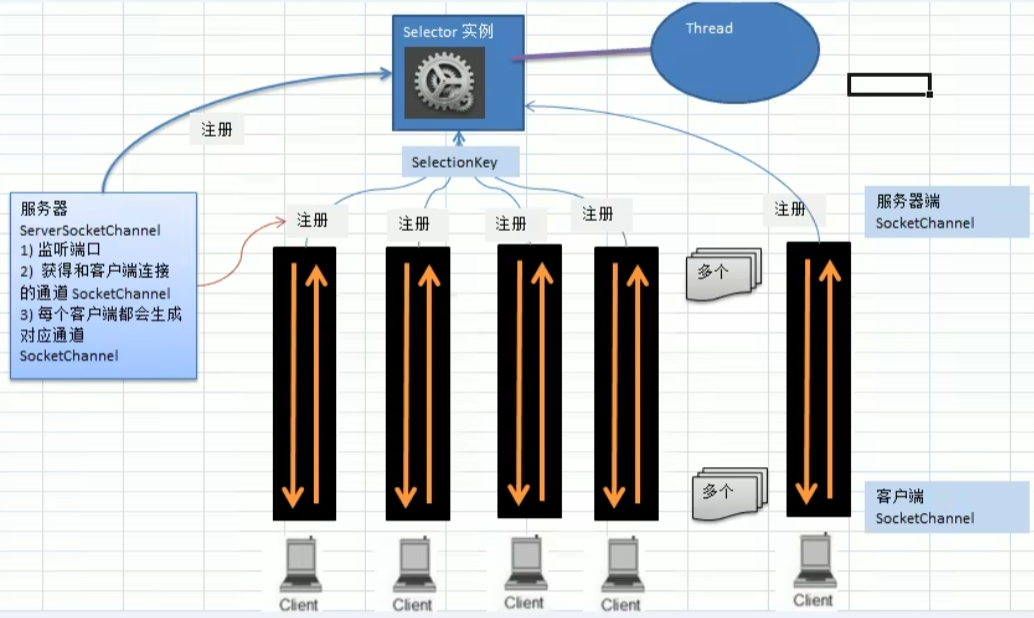 Selector 实例
Thread
注册
SelectionKey
服务器
ServerSocketChannel
1) 监听端口
2) 获得和客户端连接
的通道 SocketChannel
3) 每个客户端都会生成
对应通道
SocketChannel
注册
注册
注册
注册
注册
服务器端
SocketChannel
多个
多个
客户端
SocketChannel
Client
Client
Client
Client
Client